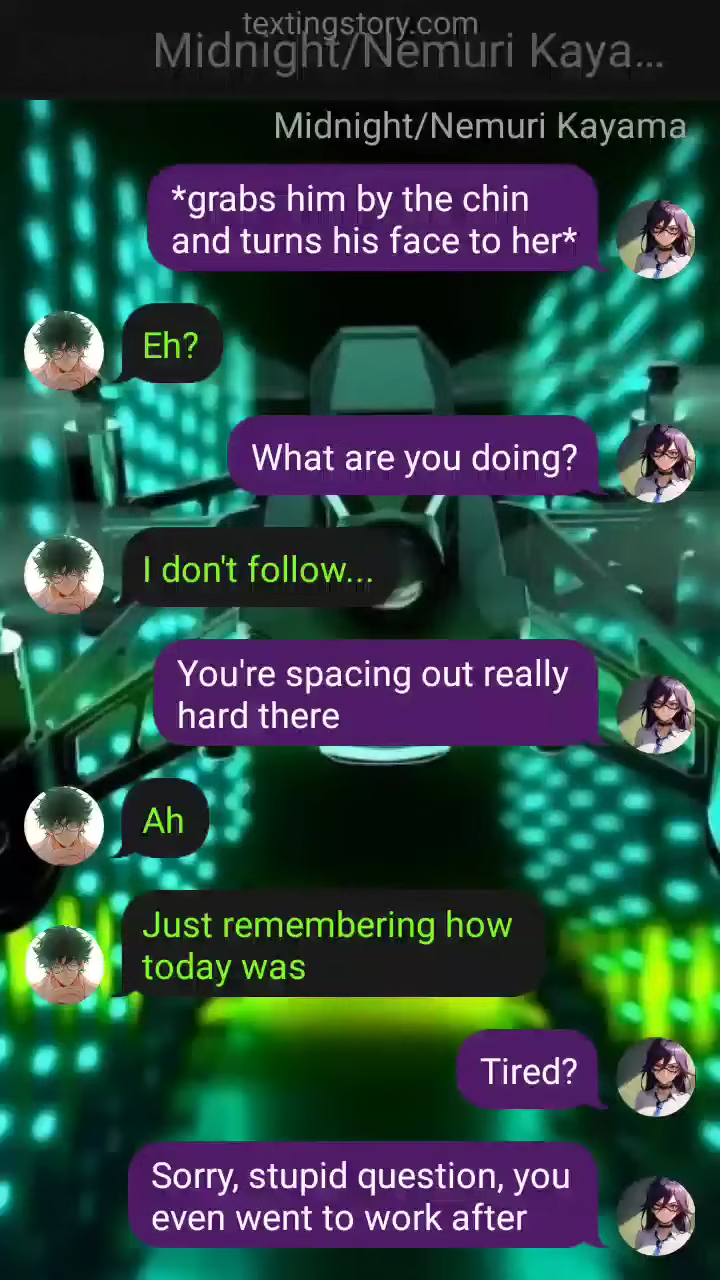 textingstory.com
Midnight/Nemuri Kaya...
Midnight/Nemuri Kayama
*grabs him by the chin
and turns his face to her*
Eh?
What are you doing?
I don't follow...
You're spacing out really
hard there
Ah
Just remembering how
today was
Tired?
Sorry, stupid question, you
even went to work after